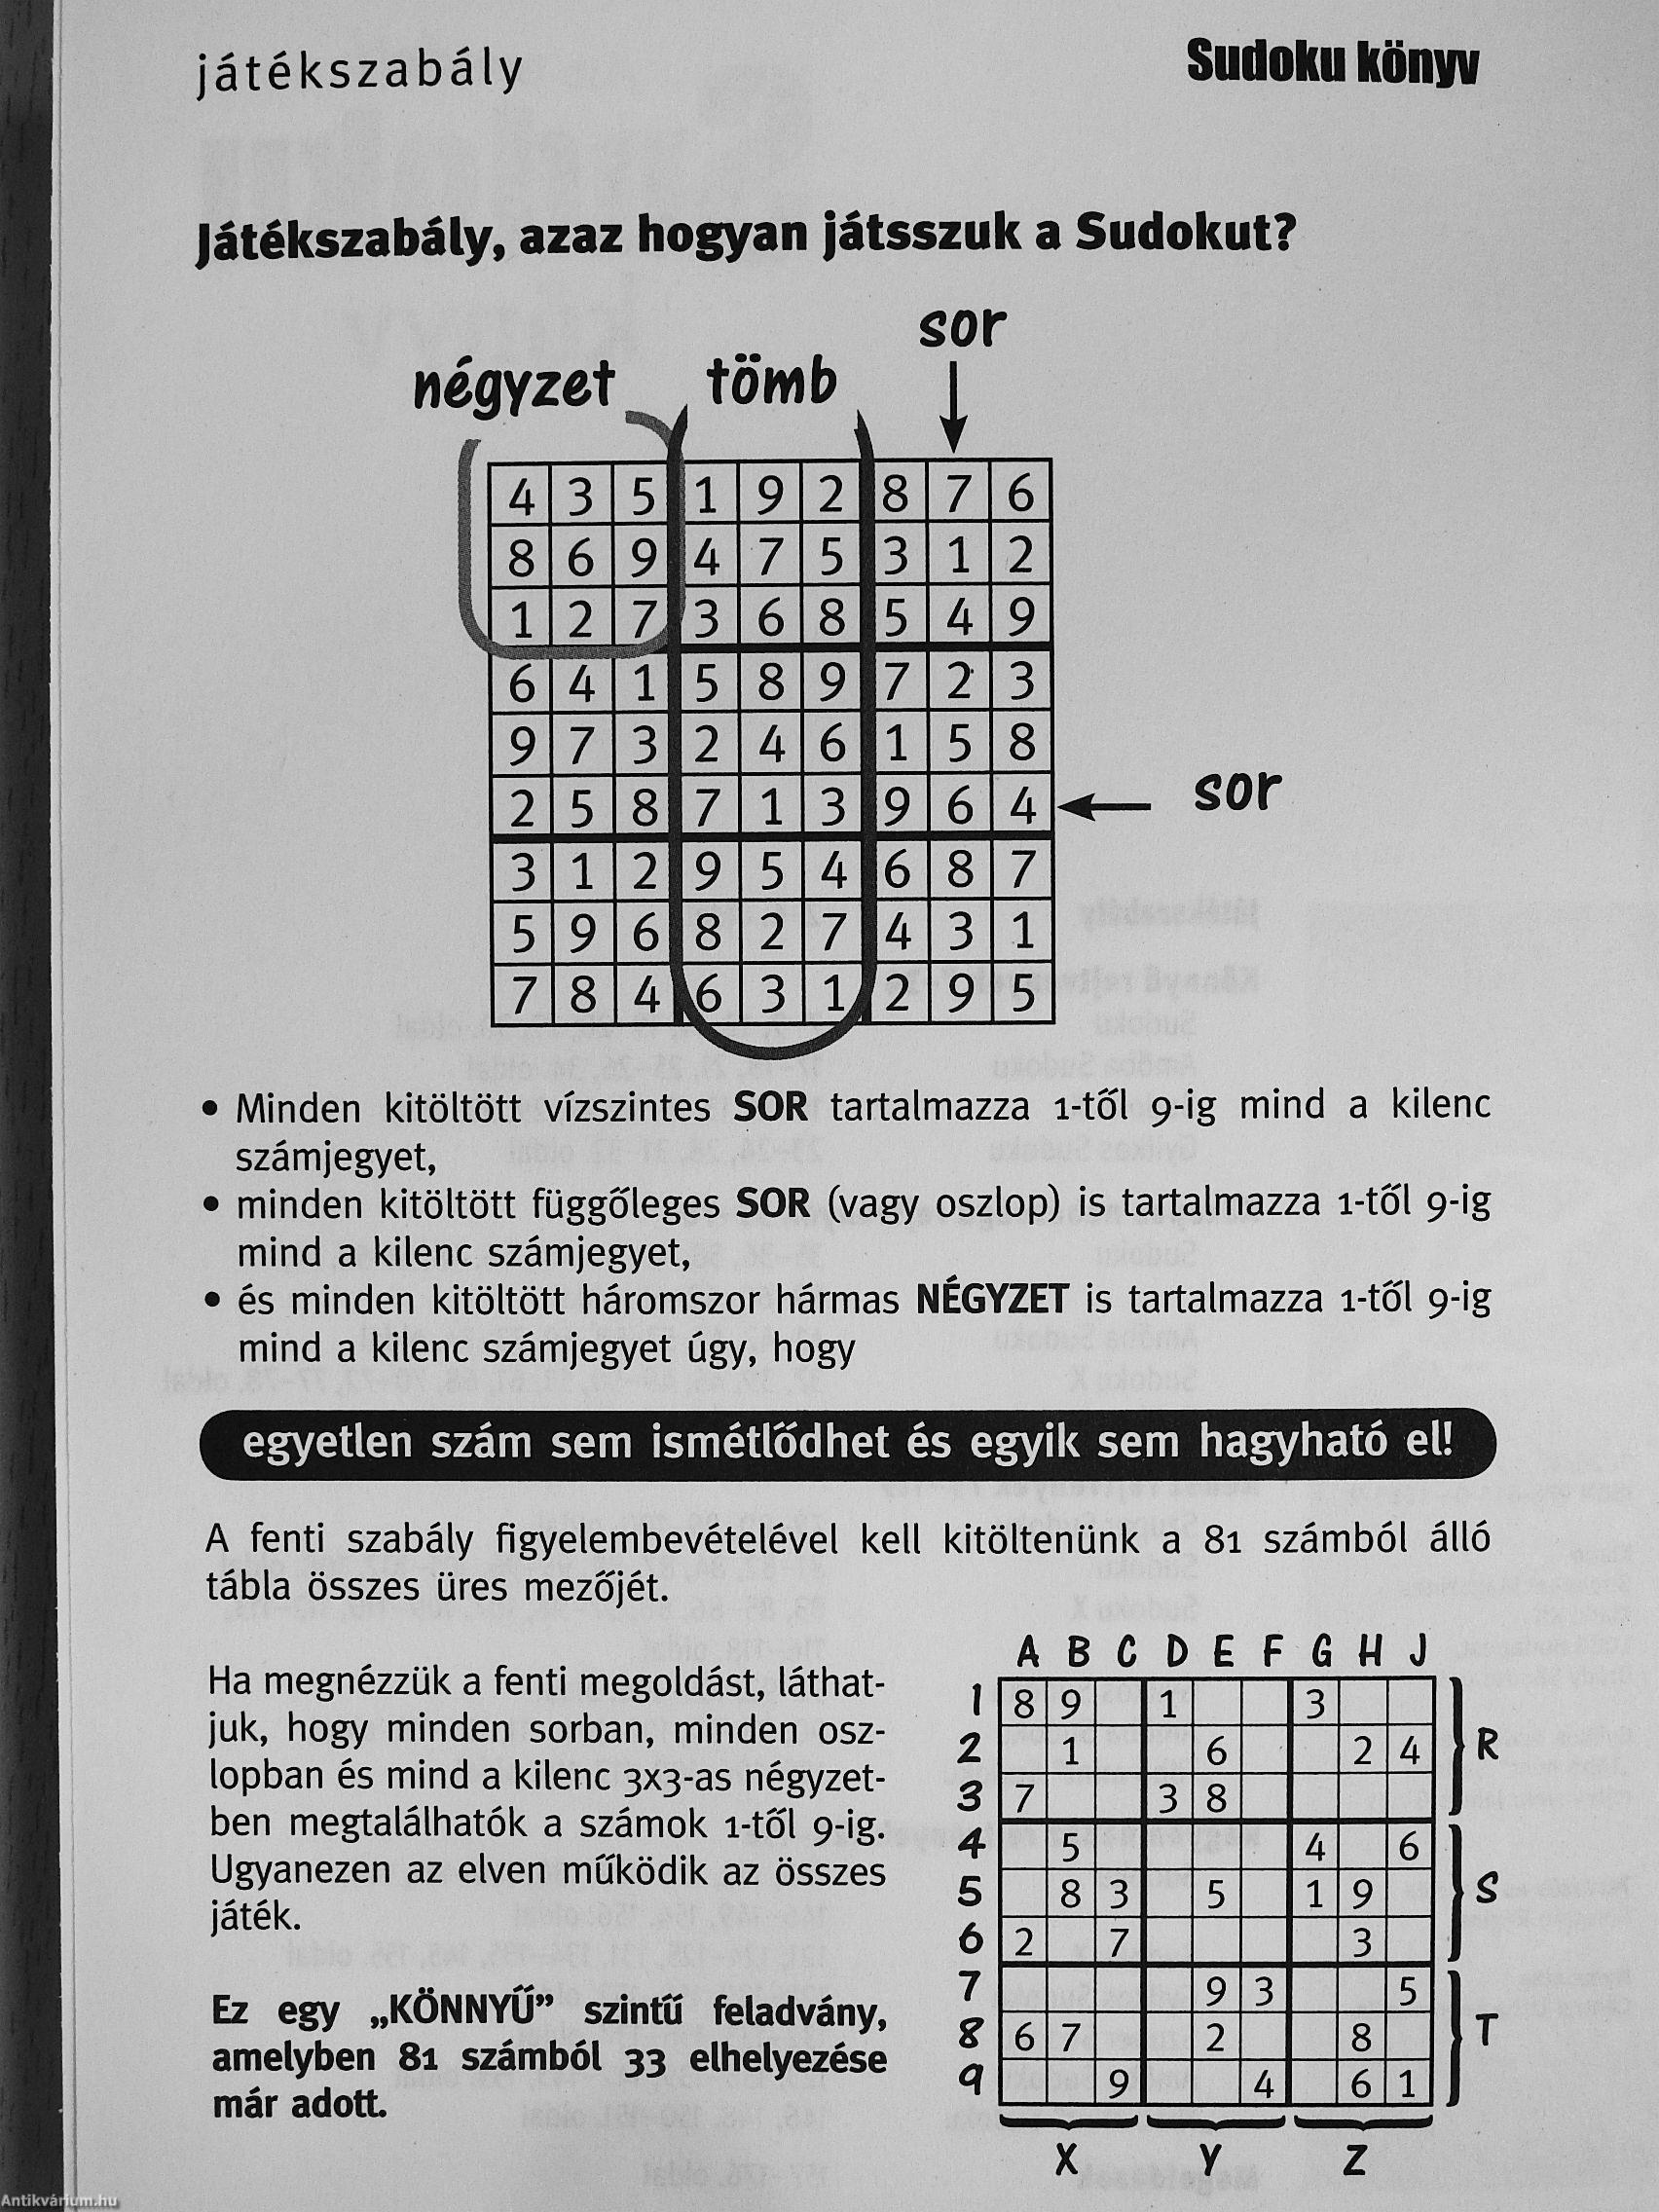 játékszabály
Sudoku könyv
Játékszabály, azaz hogyan játsszuk a Sudokut?
sor
négyzet
tömb
4 3 5 1 9 2 8 7 6
8 6 9 4 7 5 3 1 2
1 2 7 3 6 8 5 4 9
6 4 1 5 8 9 7 2 3
9 7 3 2 4 6 1 5 8
2 5 8 7 1 3 9 6 4
sor
3 1 2 9 5 4 6 8 7
5 9 6 8 2 7 4 3 1
7 8 4 6 3 1 2 9 5
• Minden kitöltött vízszintes SOR tartalmazza 1-től 9-ig mind a kilenc
számjegyet,
• minden kitöltött függőleges SOR (vagy oszlop) is tartalmazza 1-től 9-ig
mind a kilenc számjegyet,
• és minden kitöltött háromszor hármas NÉGYZET is tartalmazza 1-től 9-ig
mind a kilenc számjegyet úgy, hogy
egyetlen szám sem ismétlődhet és egyik sem hagyható el!
A fenti szabály figyelembevételével kell kitöltenünk a 81 számból álló
tábla összes üres mezőjét.
Ha megnézzük a fenti megoldást, láthat-
juk, hogy minden sorban, minden osz-
lopban és mind a kilenc 3x3-as négyzet-
ben megtalálhatók a számok 1-től 9-ig.
Ugyanezen az elven működik az összes
játék.
Ez egy „KÖNNYŰ” szintű feladvány,
amelyben 81 számból 33 elhelyezése
már adott.
A B C D E F G H J
1 8 9 1 3
2 1 6 2 4 R
3 7 3 8
4 5 4 6
5 8 3 5 1 9 S
6 2 7 3
7 9 3 5
8 6 7 2 8 T
9 9 4 6 1
X Y Z
Antikvárium.hu